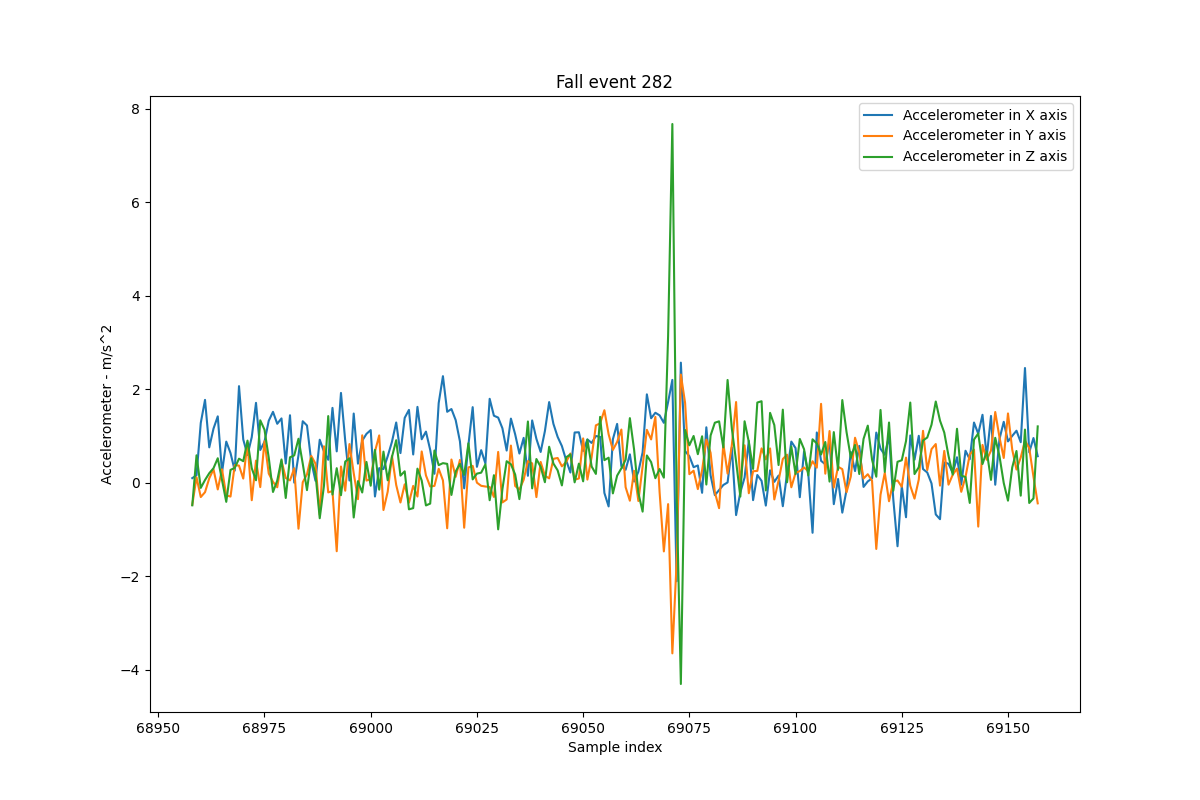 Fall event 282
Accelerometer in X axis
Accelerometer in Y axis
Accelerometer in Z axis
Accelerometer - m/s^2
8
6
4
2
0
−2
−4
68950 68975 69000 69025 69050 69075 69100 69125 69150
Sample index